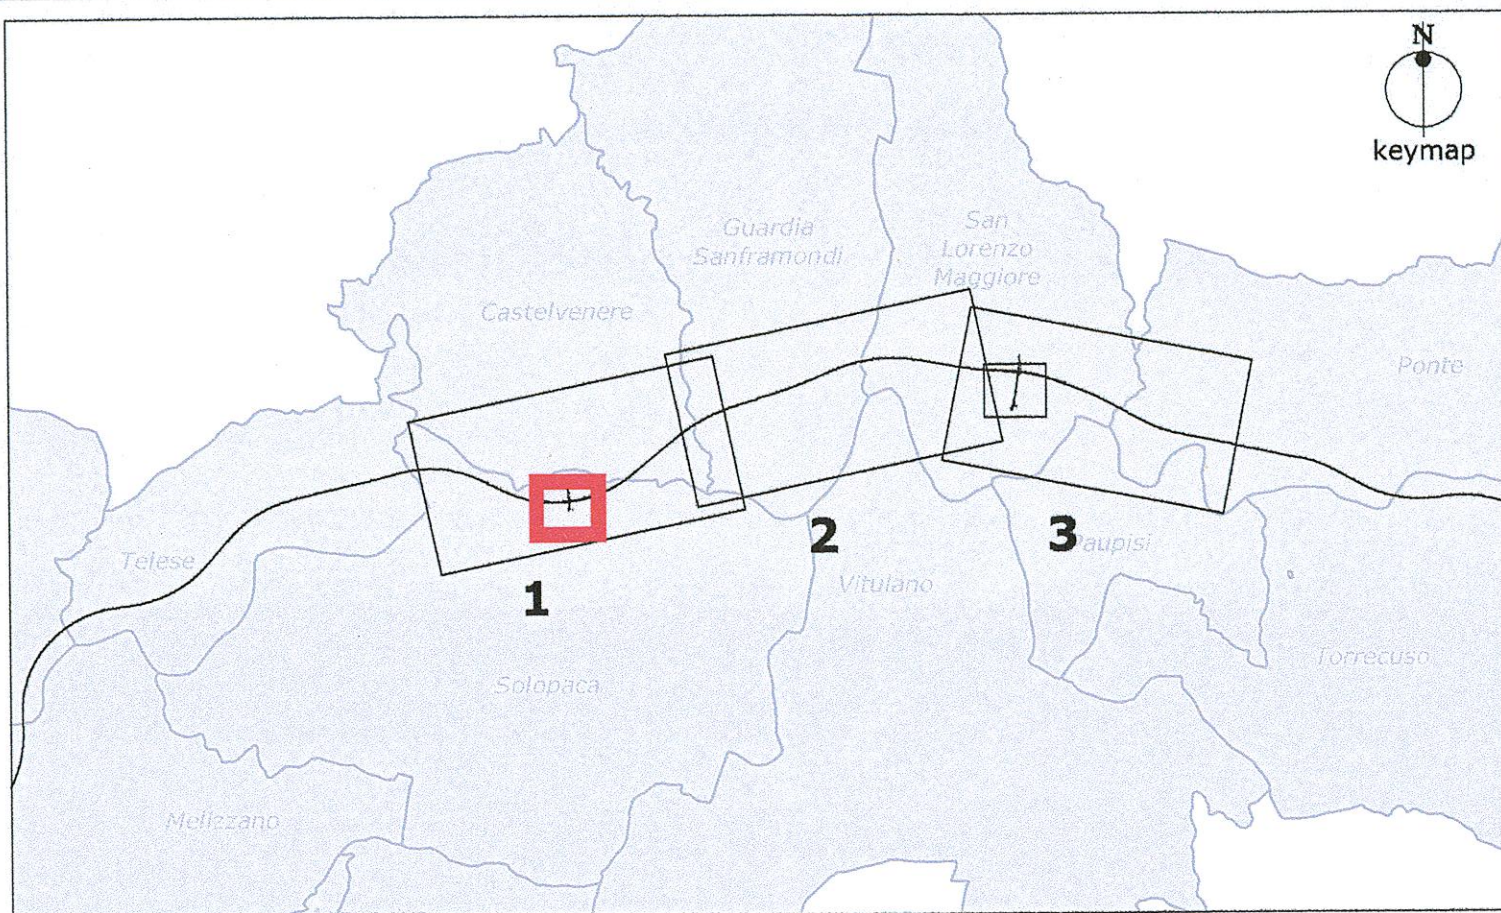 N
keymap
Guardia
Sanframondi
San
Lorenzo
Maggiore
Castelvenere
Ponte
Telese
2
3
Paupisi
1
Vitulano
Solopaca
Torrecuso
Melizzano